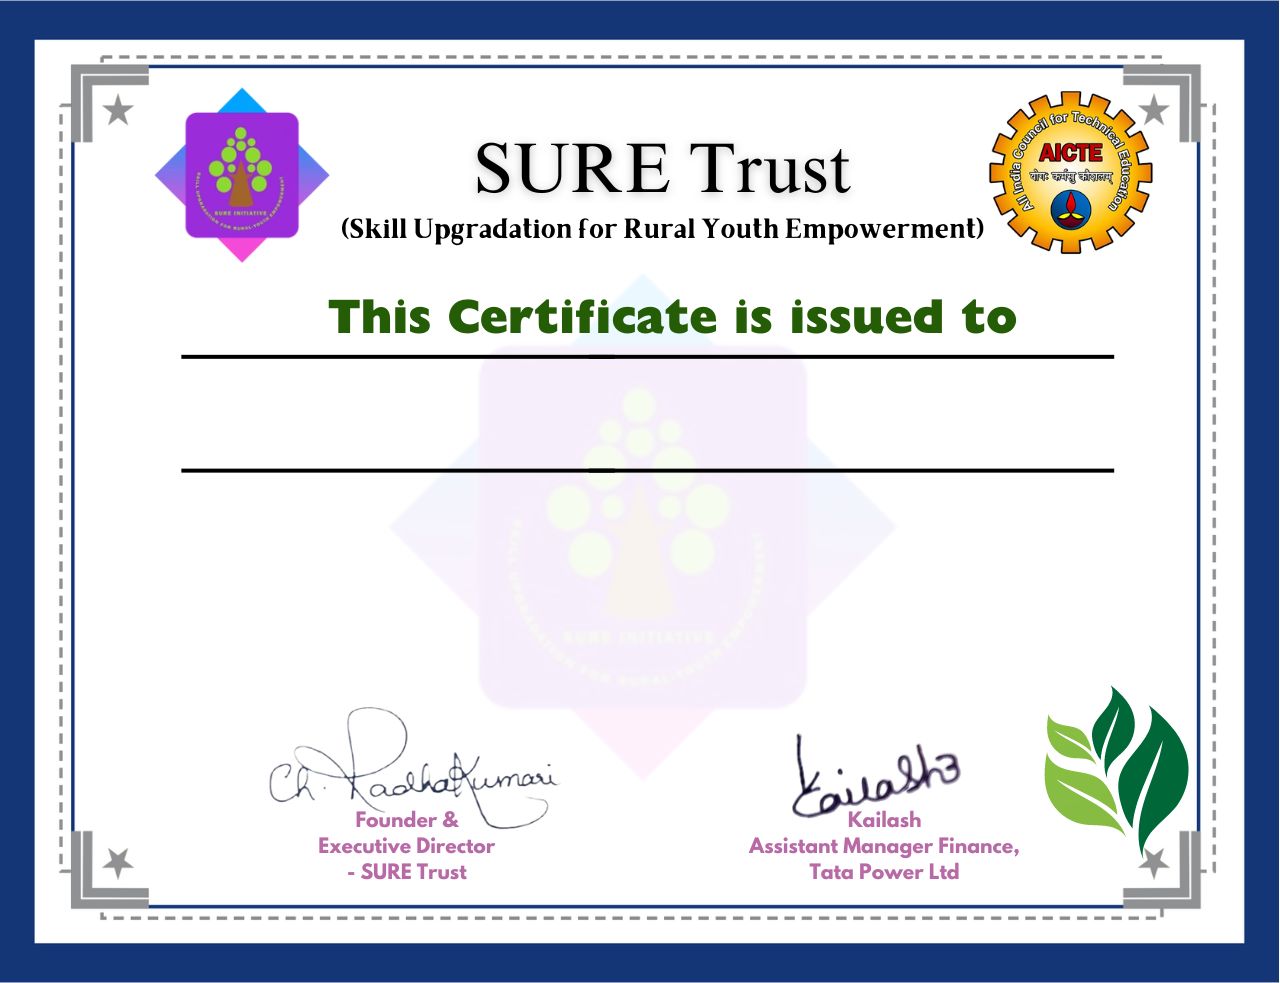 SURE Trust
(Skill Upgradation for Rural Youth Empowerment)
SURE INITIATIVE
SKILL UPGRADATION FOR RURAL YOUTH EMPOWERMENT
All India Council for Technical Education
AICTE
योगः कर्मसु कौशलम्
This Certificate is issued to
SURE INITIATIVE
SKILL UPGRADATION FOR RURAL YOUTH EMPOWERMENT
Ch. RadhaKumari
Founder &
Executive Director
- SURE Trust
Kailash
Kailash
Assistant Manager Finance,
Tata Power Ltd